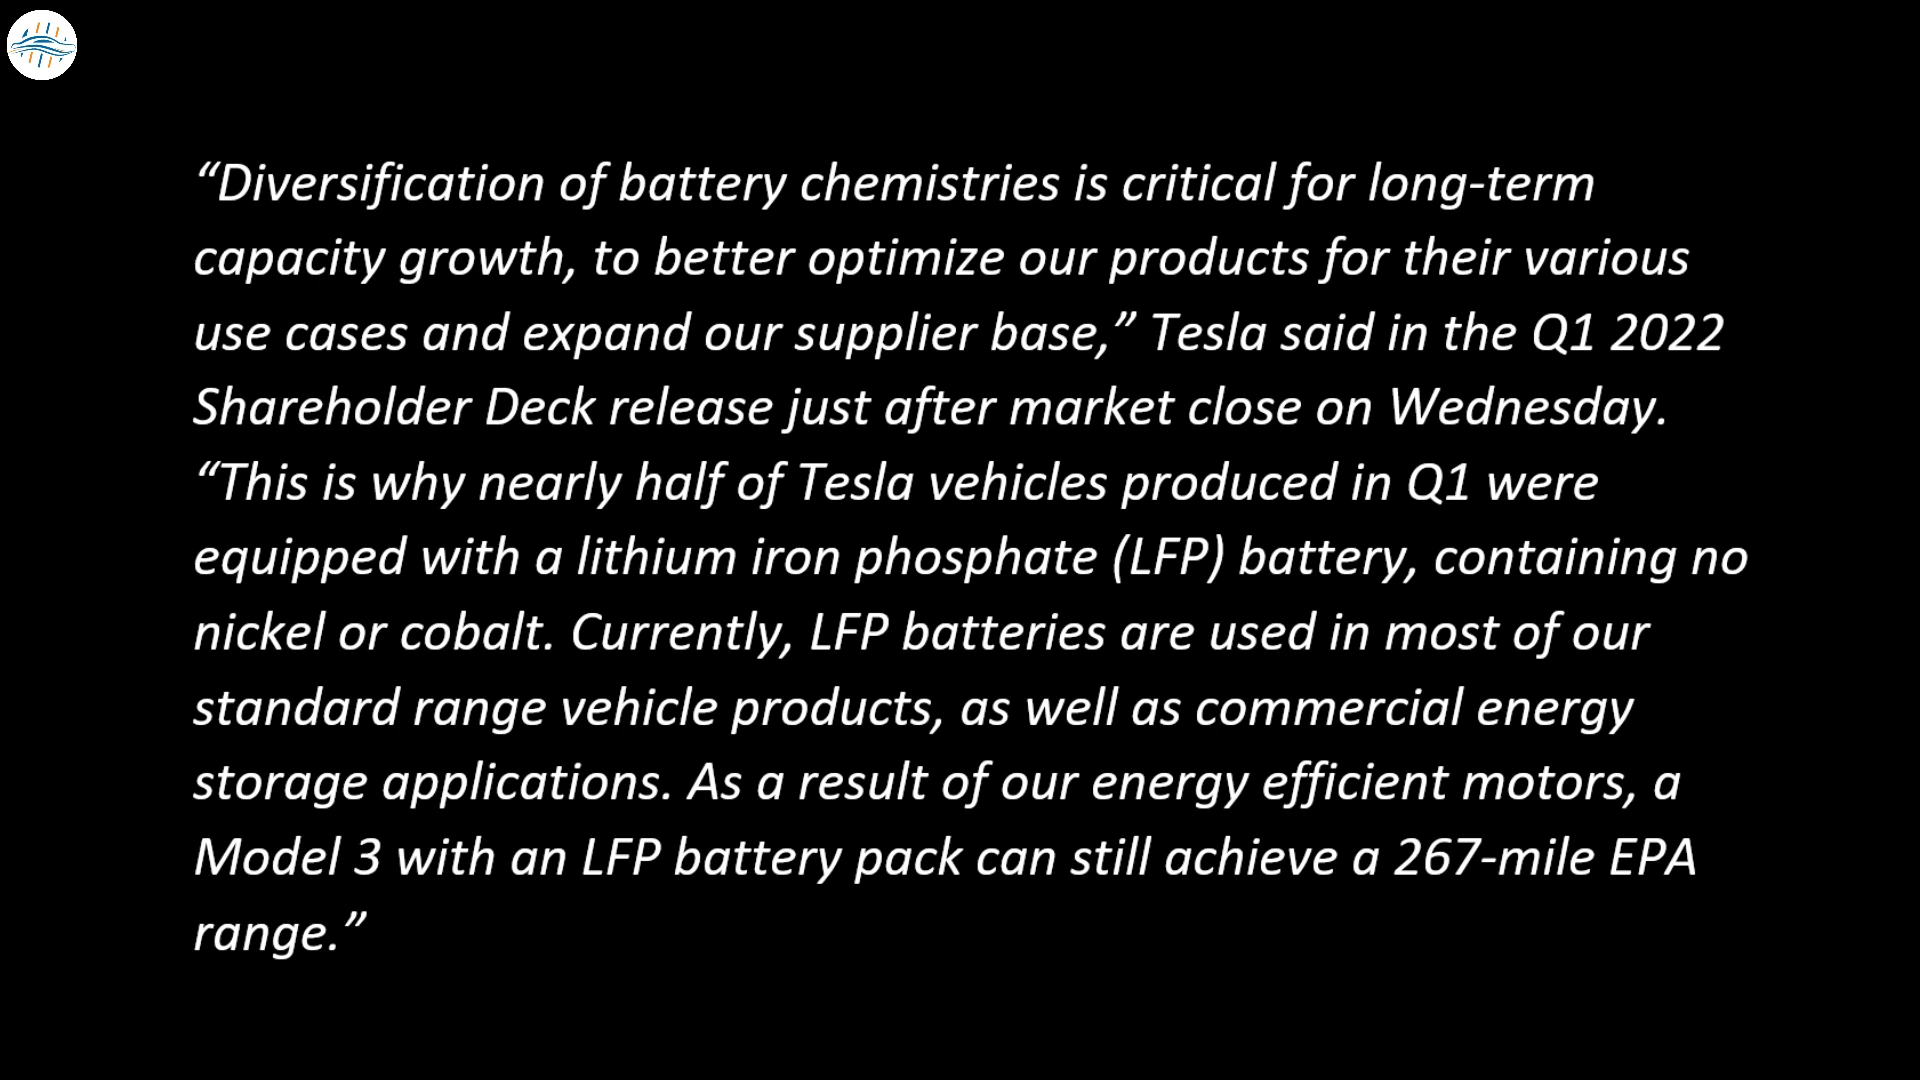 “Diversification of battery chemistries is critical for long-term
capacity growth, to better optimize our products for their various
use cases and expand our supplier base,” Tesla said in the Q1 2022
Shareholder Deck release just after market close on Wednesday.
“This is why nearly half of Tesla vehicles produced in Q1 were
equipped with a lithium iron phosphate (LFP) battery, containing no
nickel or cobalt. Currently, LFP batteries are used in most of our
standard range vehicle products, as well as commercial energy
storage applications. As a result of our energy efficient motors, a
Model 3 with an LFP battery pack can still achieve a 267-mile EPA
range.”